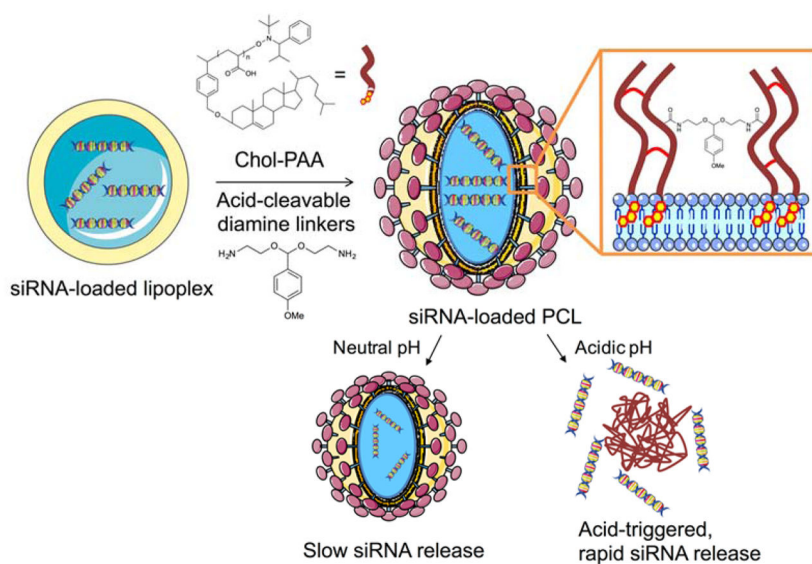 O
N
n
O
OH
O
=
Chol-PAA
Acid-cleavable
diamine linkers
H₂N
O
O
NH₂
OMe
siRNA-loaded lipoplex
siRNA-loaded PCL
O
N
H
O
O
N
H
O
OMe
Neutral pH
Acidic pH
Slow siRNA release
Acid-triggered,
rapid siRNA release